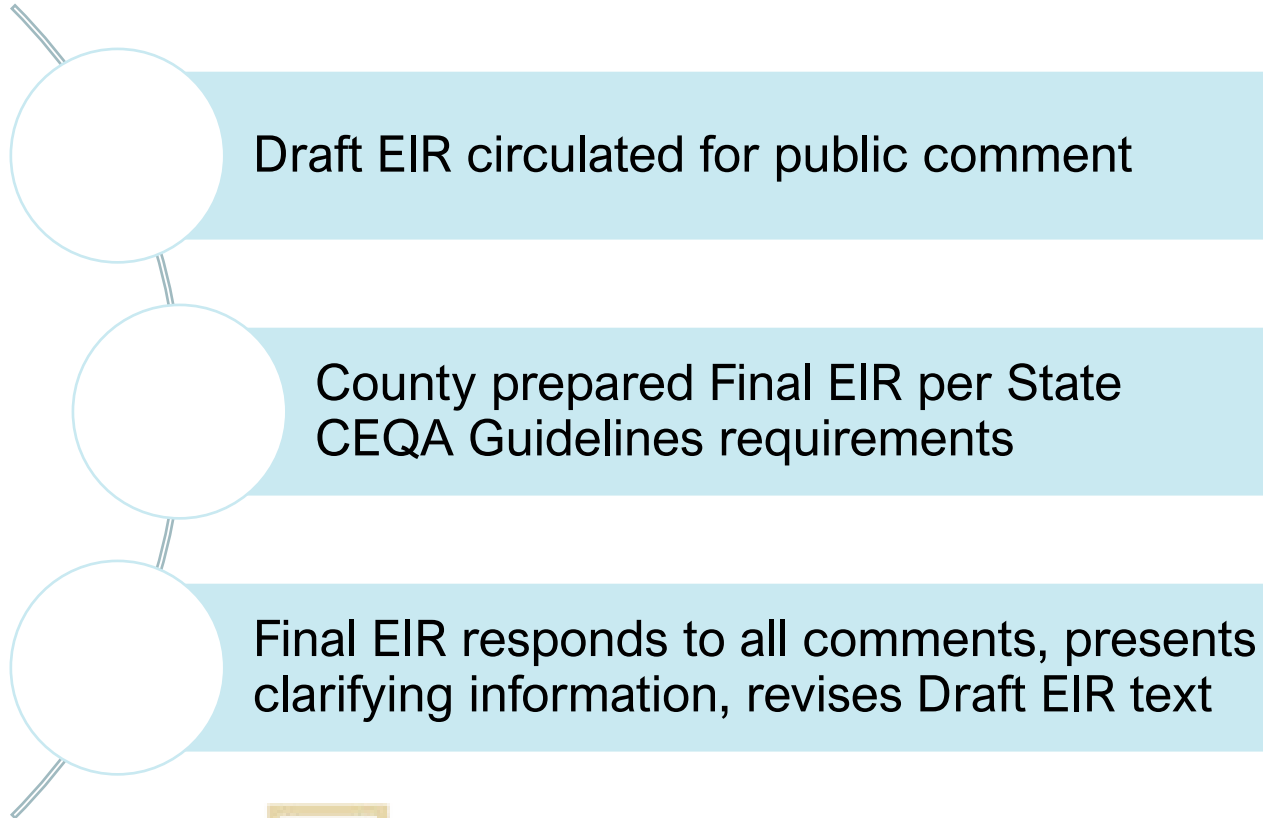 Draft EIR circulated for public comment
County prepared Final EIR per State
CEQA Guidelines requirements
Final EIR responds to all comments, presents
clarifying information, revises Draft EIR text